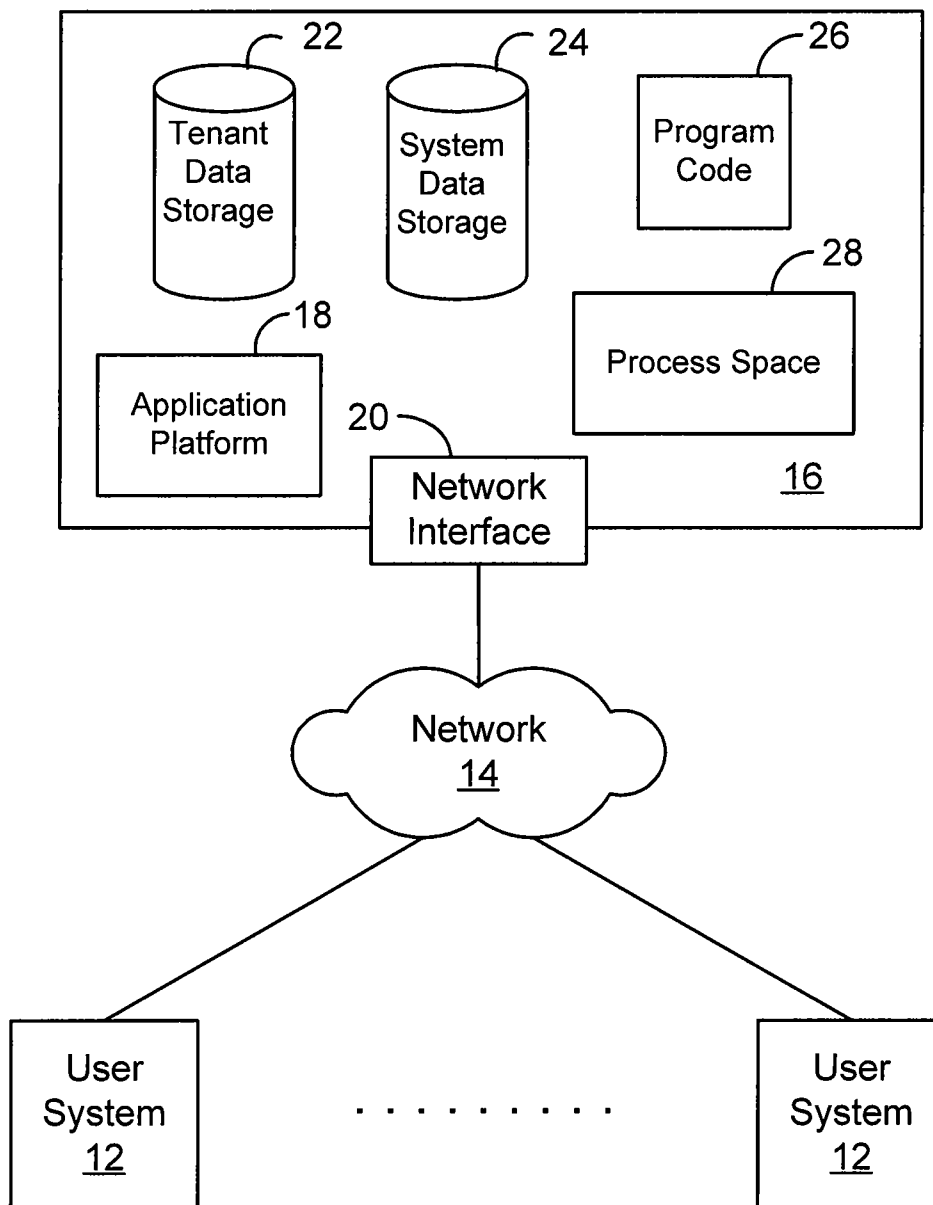 22
24
26
Tenant
Data
Storage
System
Data
Storage
Program
Code
28
18
Process Space
Application
Platform
20
16
Network
Interface
Network
14
User
System
12
. . . . . . . . . .
User
System
12